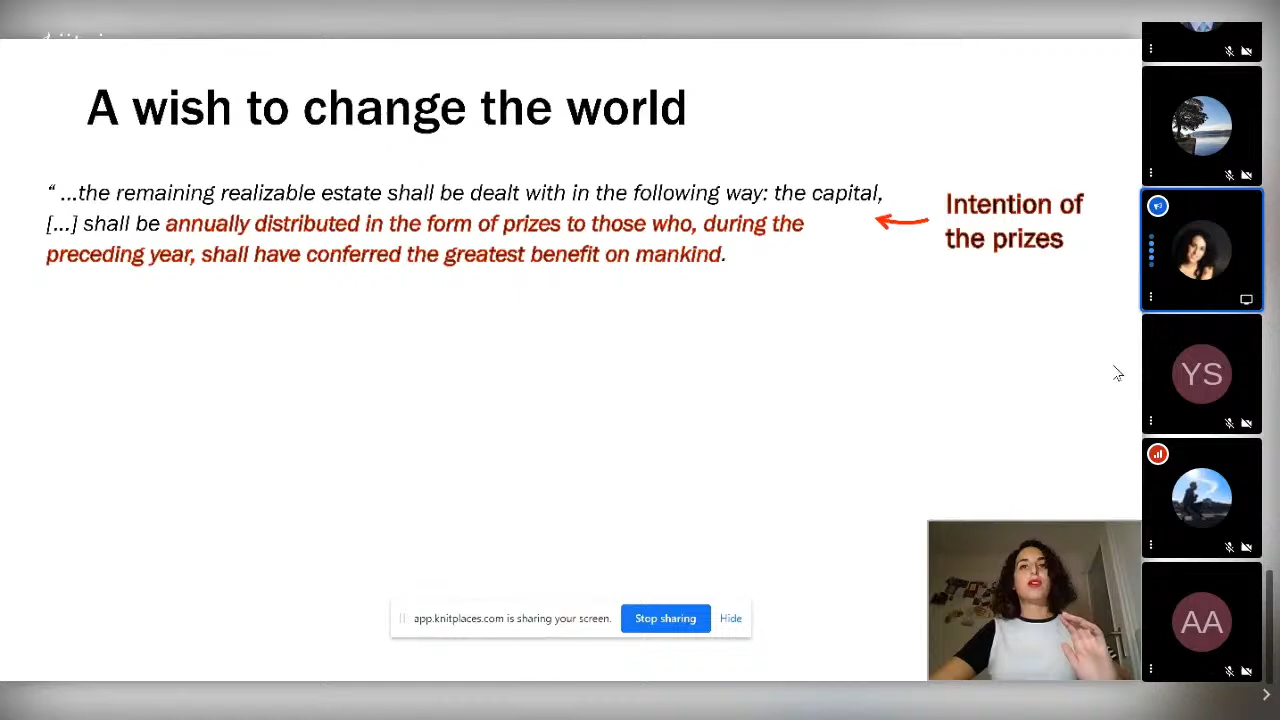 A wish to change the world
“ ...the remaining realizable estate shall be dealt with in the following way: the capital,
[...] shall be annually distributed in the form of prizes to those who, during the
preceding year, shall have conferred the greatest benefit on mankind.
Intention of
the prizes
YS
AA
app.knitplaces.com is sharing your screen.
Stop sharing
Hide